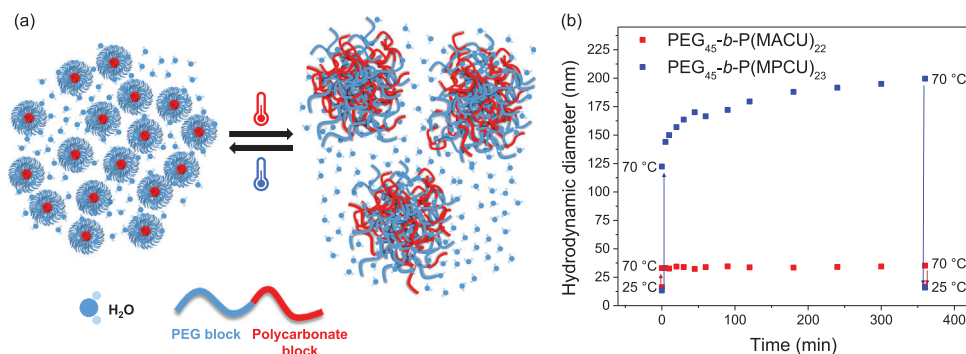 (a)
H₂O
PEG block
Polycarbonate
block
(b)
PEG₄₅-b-P(MACU)₂₂
PEG₄₅-b-P(MPCU)₂₃
Hydrodynamic diameter (nm)
225
200
175
150
125
100
75
50
25
0
70 °C
70 °C
25 °C
70 °C
70 °C
25 °C
0
100
200
300
400
Time (min)